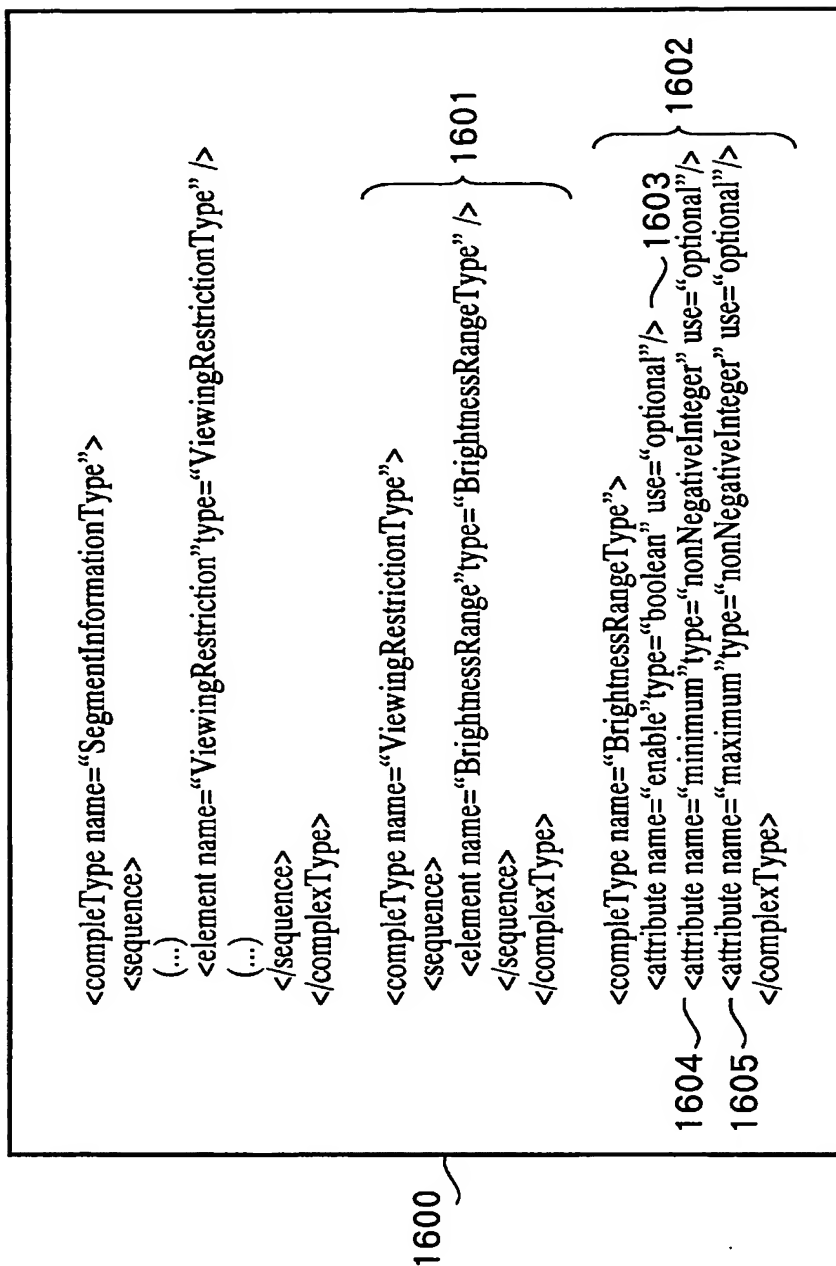 <compleType name=“SegmentInformationType”>
<sequence>
(...)
<element name=“ViewingRestriction”type=“ViewingRestrictionType” />
(...)
</sequence>
</complexType>
<compleType name=“ViewingRestrictionType”>
<sequence>
<element name=“BrightnessRange”type=“BrightnessRangeType” />
</sequence>
</complexType>
1601
<compleType name=“BrightnessRangeType”>
<attribute name=“enable”type=“boolean” use=“optional”/> 1603
1604 <attribute name=“minimum”type=“nonNegativeInteger” use=“optional”/>
1605 <attribute name=“maximum”type=“nonNegativeInteger” use=“optional”/>
</complexType>
1602
1600